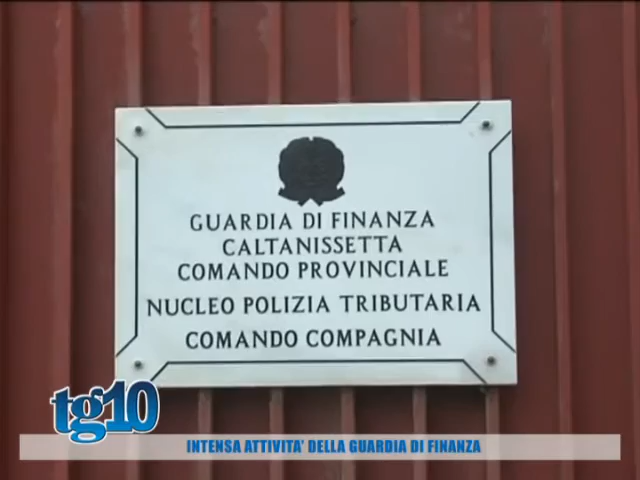 GUARDIA DI FINANZA
CALTANISSETTA
COMANDO PROVINCIALE
NUCLEO POLIZIA TRIBUTARIA
COMANDO COMPAGNIA
tg10
INTENSA ATTIVITA' DELLA GUARDIA DI FINANZA